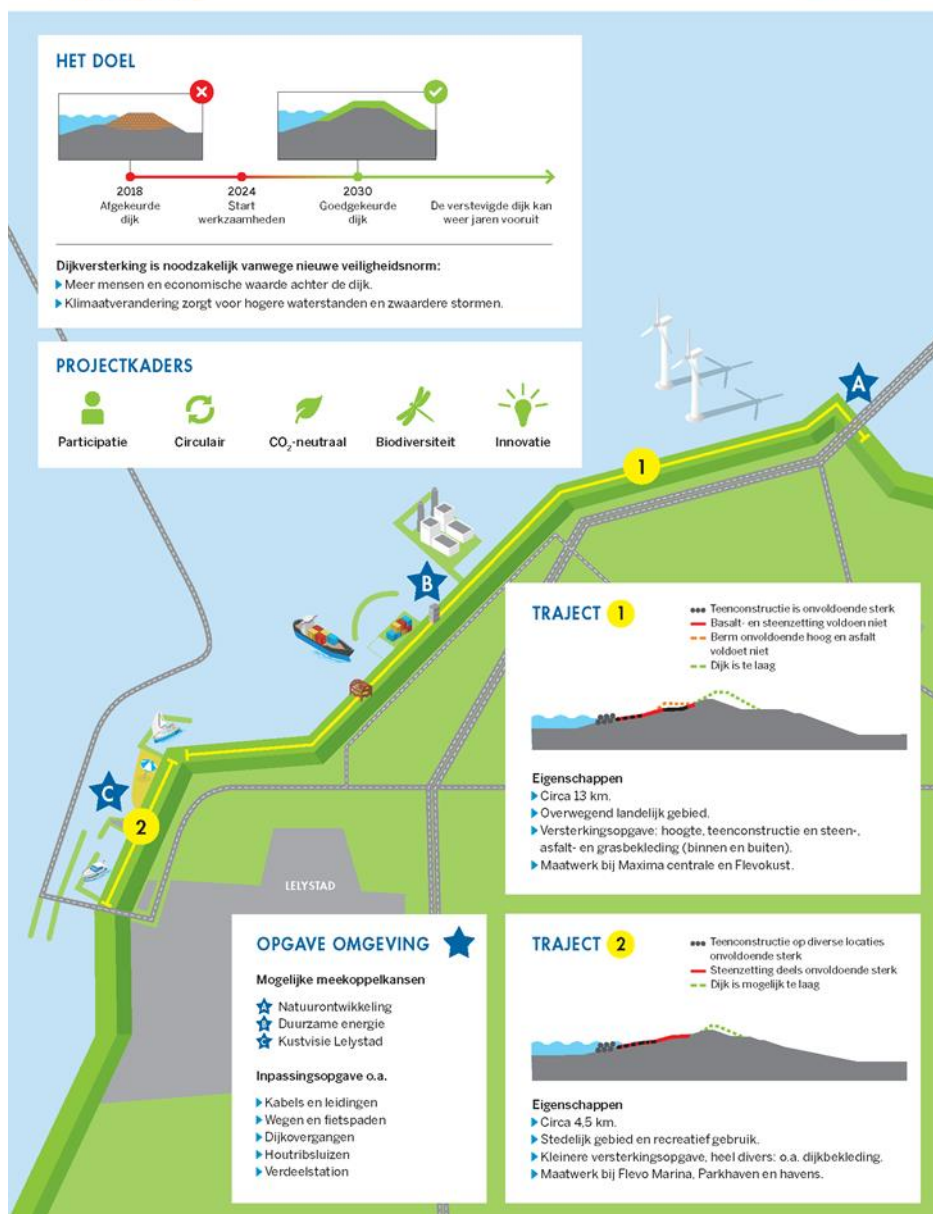 HET DOEL
2018
Afgekeurde
dijk
2024
Start
werkzaamheden
2030
Goedgekeurde
dijk
De verstevigde dijk kan
weer jaren vooruit
Dijkversterking is noodzakelijk vanwege nieuwe veiligheidsnorm:
Meer mensen en economische waarde achter de dijk.
Klimaatverandering zorgt voor hogere waterstanden en zwaardere stormen.
PROJECTKADERS
Participatie
Circulair
CO₂-neutraal
Biodiversiteit
Innovatie
A
1
B
C
2
LELYSTAD
TRAJECT 1
Teenconstructie is onvoldoende sterk
Basalt- en steenzetting voldoen niet
Berm onvoldoende hoog en asfalt
voldoet niet
Dijk is te laag
Eigenschappen
Circa 13 km.
Overwegend landelijk gebied.
Versterkingsopgave: hoogte, teenconstructie en steen-,
asfalt- en grasbekleding (binnen en buiten).
Maatwerk bij Maxima centrale en Flevokust.
OPGAVE OMGEVING
Mogelijke meekoppelkansen
A Natuurontwikkeling
B Duurzame energie
C Kustvisie Lelystad
Inpassingsopgave o.a.
Kabels en leidingen
Wegen en fietspaden
Dijkovergangen
Houtribsluizen
Verdeelstation
TRAJECT 2
Teenconstructie op diverse locaties
onvoldoende sterk
Steenzetting deels onvoldoende sterk
Dijk is mogelijk te laag
Eigenschappen
Circa 4,5 km.
Stedelijk gebied en recreatief gebruik.
Kleinere versterkingsopgave, heel divers: o.a. dijkbekleding.
Maatwerk bij Flevo Marina, Parkhaven en havens.